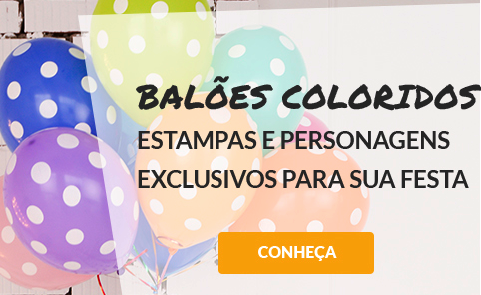 BALÕES COLORIDOS
ESTAMPAS E PERSONAGENS
EXCLUSIVOS PARA SUA FESTA
CONHEÇA